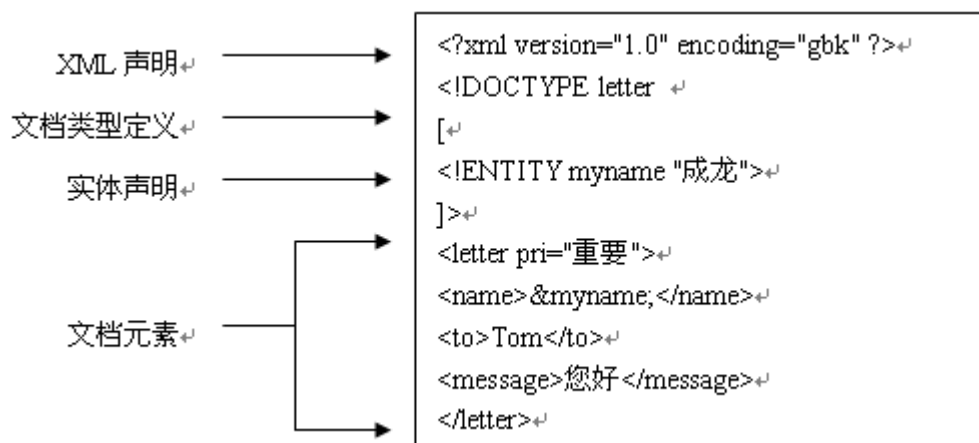 XML 声明↵
文档类型定义↵
实体声明↵
文档元素↵
<?xml version="1.0" encoding="gbk" ?>↵
<!DOCTYPE letter ↵
[↵
<!ENTITY myname "成龙">↵
]>↵
<letter pri="重要">↵
<name>&myname;</name>↵
<to>Tom</to>↵
<message>您好</message>↵
</letter>↵